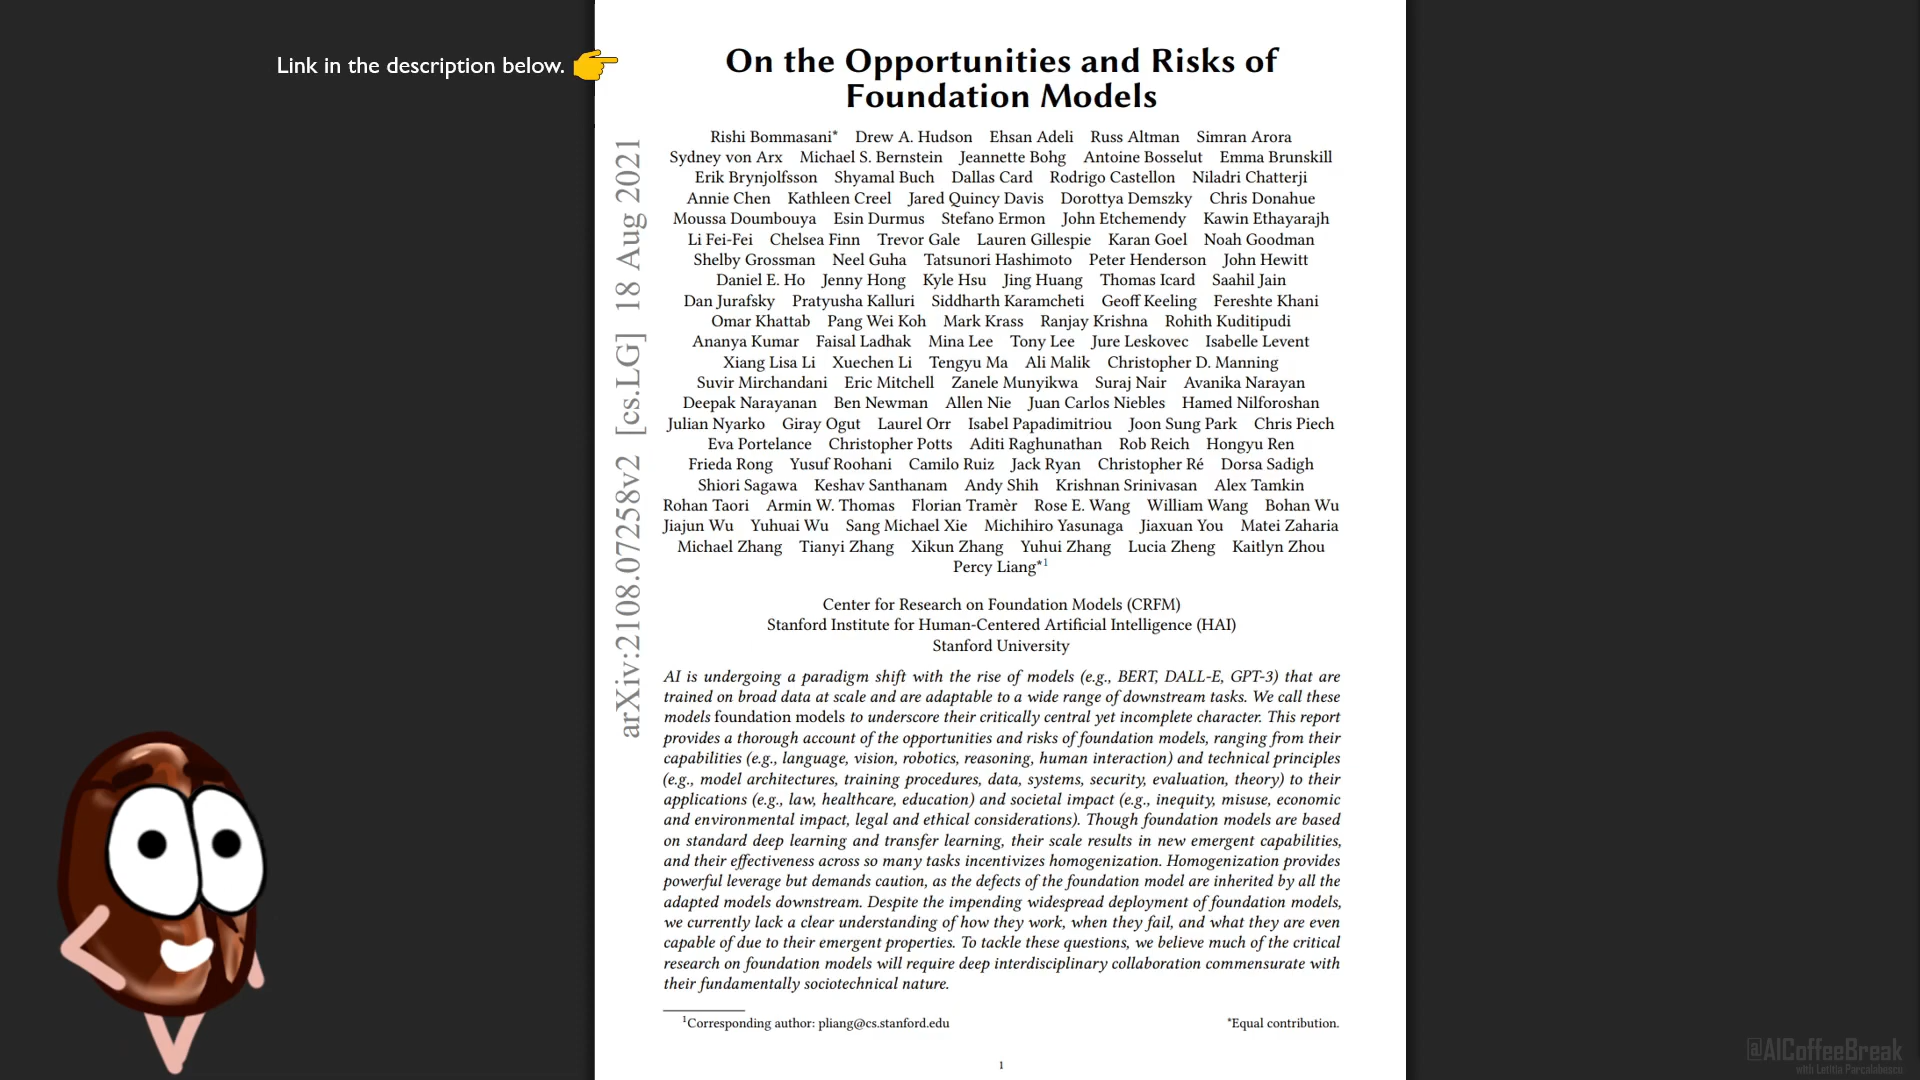 Link in the description below.
On the Opportunities and Risks of
Foundation Models
Rishi Bommasani* Drew A. Hudson Ehsan Adeli Russ Altman Simran Arora
Sydney von Arx Michael S. Bernstein Jeannette Bohg Antoine Bosselut Emma Brunskill
Erik Brynjolfsson Shyamal Buch Dallas Card Rodrigo Castellon Niladri Chatterji
Annie Chen Kathleen Creel Jared Quincy Davis Dorottya Demszky Chris Donahue
Moussa Doumbouya Esin Durmus Stefano Ermon John Etchemendy Kawin Ethayarajh
Li Fei-Fei Chelsea Finn Trevor Gale Lauren Gillespie Karan Goel Noah Goodman
Shelby Grossman Neel Guha Tatsunori Hashimoto Peter Henderson John Hewitt
Daniel E. Ho Jenny Hong Kyle Hsu Jing Huang Thomas Icard Saahil Jain
Dan Jurafsky Pratyusha Kalluri Siddharth Karamcheti Geoff Keeling Fereshte Khani
Omar Khattab Pang Wei Koh Mark Krass Ranjay Krishna Rohith Kuditipudi
Ananya Kumar Faisal Ladhak Mina Lee Tony Lee Jure Leskovec Isabelle Levent
Xiang Lisa Li Xuechen Li Tengyu Ma Ali Malik Christopher D. Manning
Suvir Mirchandani Eric Mitchell Zanele Munyikwa Suraj Nair Avanika Narayan
Deepak Narayanan Ben Newman Allen Nie Juan Carlos Niebles Hamed Nilforoshan
Julian Nyarko Giray Ogut Laurel Orr Isabel Papadimitriou Joon Sung Park Chris Piech
Eva Portelance Christopher Potts Aditi Raghunathan Rob Reich Hongyu Ren
Frieda Rong Yusuf Roohani Camilo Ruiz Jack Ryan Christopher Ré Dorsa Sadigh
Shiori Sagawa Keshav Santhanam Andy Shih Krishnan Srinivasan Alex Tamkin
Rohan Taori Armin W. Thomas Florian Tramèr Rose E. Wang William Wang Bohan Wu
Jiajun Wu Yuhuai Wu Sang Michael Xie Michihiro Yasunaga Jiaxuan You Matei Zaharia
Michael Zhang Tianyi Zhang Xikun Zhang Yuhui Zhang Lucia Zheng Kaitlyn Zhou
Percy Liang*1
Center for Research on Foundation Models (CRFM)
Stanford Institute for Human-Centered Artificial Intelligence (HAI)
Stanford University
AI is undergoing a paradigm shift with the rise of models (e.g., BERT, DALL-E, GPT-3) that are
trained on broad data at scale and are adaptable to a wide range of downstream tasks. We call these
models foundation models to underscore their critically central yet incomplete character. This report
provides a thorough account of the opportunities and risks of foundation models, ranging from their
capabilities (e.g., language, vision, robotics, reasoning, human interaction) and technical principles
(e.g., model architectures, training procedures, data, systems, security, evaluation, theory) to their
applications (e.g., law, healthcare, education) and societal impact (e.g., inequity, misuse, economic
and environmental impact, legal and ethical considerations). Though foundation models are based
on standard deep learning and transfer learning, their scale results in new emergent capabilities,
and their effectiveness across so many tasks incentivizes homogenization. Homogenization provides
powerful leverage but demands caution, as the defects of the foundation model are inherited by all the
adapted models downstream. Despite the impending widespread deployment of foundation models,
we currently lack a clear understanding of how they work, when they fail, and what they are even
capable of due to their emergent properties. To tackle these questions, we believe much of the critical
research on foundation models will require deep interdisciplinary collaboration commensurate with
their fundamentally sociotechnical nature.
1Corresponding author: pliang@cs.stanford.edu
*Equal contribution.
1
arXiv:2108.07258v2 [cs.LG] 18 Aug 2021
@AICoffeeBreak
with Letitia Parcalabescu